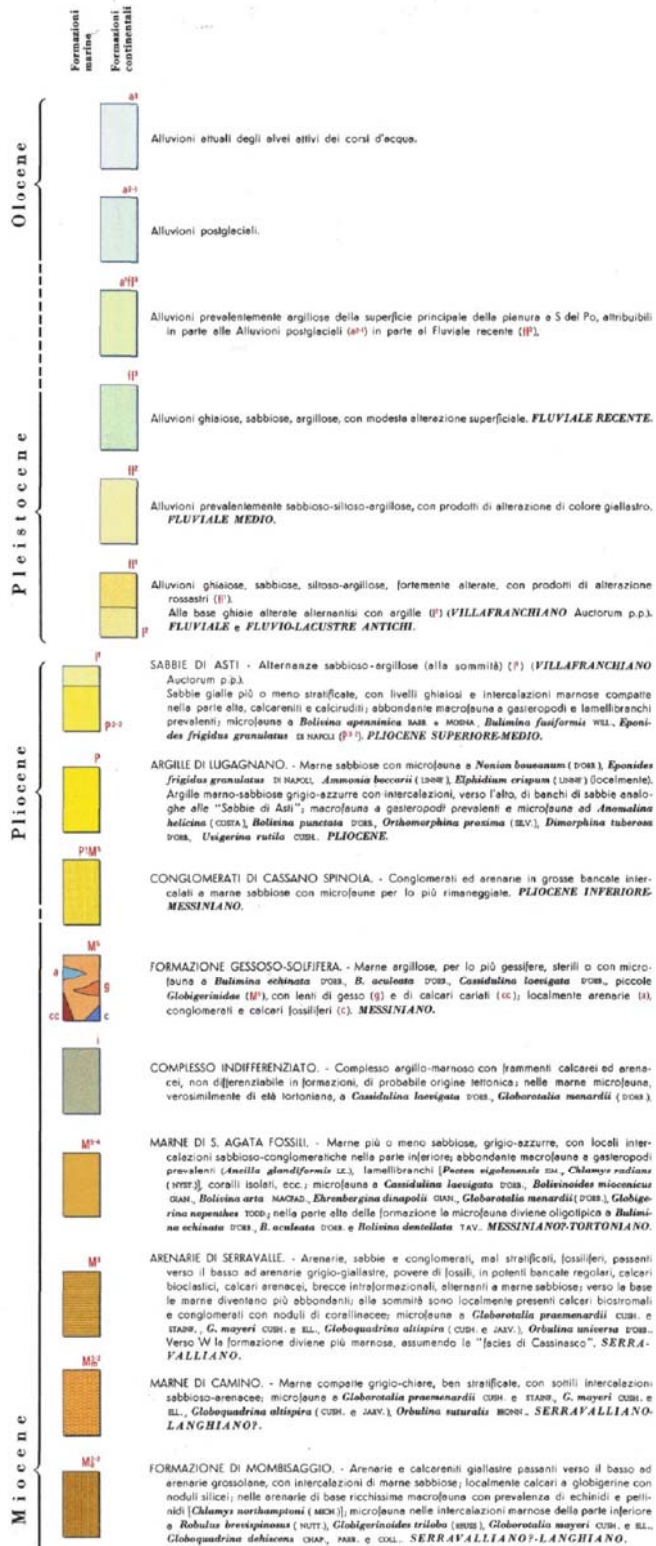 Formazioni marine
Formazioni continentali
Olocene
Pleistocene
Pliocene
Miocene
a³
Alluvioni attuali degli alvei attivi dei corsi d'acqua.
a²⁻¹
Alluvioni postglaciali.
a¹fl³
Alluvioni prevalentemente argillose della superficie principale della pianura a S del Po, attribuibili
in parte alle Alluvioni postglaciali (a²⁻¹) in parte al Fluviale recente (fl³).
fl³
Alluvioni ghiaiose, sabbiose, argillose, con modesta alterazione superficiale. FLUVIALE RECENTE.
fl²
Alluvioni prevalentemente sabbioso-siltoso-argillose, con prodotti di alterazione di colore giallastro.
FLUVIALE MEDIO.
fl¹
Alluvioni ghiaiose, sabbiose, siltoso-argillose, fortemente alterate, con prodotti di alterazione
rossastri (fl¹).
Alla base ghiaie alterate alternantisi con argille (l¹) (VILLAFRANCHIANO Auctorum p.p.).
FLUVIALE e FLUVIO-LACUSTRE ANTICHI.
l¹
l¹
SABBIE DI ASTI - Alternanze sabbioso-argillose (alla sommità) (l¹) (VILLAFRANCHIANO
Auctorum p.p.).
Sabbie gialle più o meno stratificate, con livelli ghiaiosi e intercalazioni marnose compatte
nella parte alta, calcareniti e calciruditi; abbondante macrofauna a gasteropodi e lamellibranchi
prevalenti; microfauna a Bolivina apenninica BARB. e MOSNA, Bulimina fusiformis WILL., Eponi-
des frigidus granulatus DI NAPOLI (P³⁻²). PLIOCENE SUPERIORE-MEDIO.
P³⁻²
P
ARGILLE DI LUGAGNANO. - Marne sabbiose con microfauna a Nonion boueanum (D'ORB.), Eponides
frigidus granulatus DI NAPOLI, Ammonia beccarii (LINNE'), Elphidium crispum (LINNE') (localmente).
Argille marno-sabbiose grigio-azzurre con intercalazioni, verso l'alto, di banchi di sabbie analo-
ghe alle "Sabbie di Asti"; macrofauna a gasteropodi prevalenti e microfauna ad Anomalina
helicina (COSTA), Bolivina punctata D'ORB., Orthomorphina proxima (SILV.), Dimorphina tuberosa
D'ORB., Uvigerina rutila CUSH. PLIOCENE.
P¹M⁵
CONGLOMERATI DI CASSANO SPINOLA. - Conglomerati ed arenarie in grosse bancate inter-
calati a marne sabbiose con microfaune per lo più rimaneggiate. PLIOCENE INFERIORE-
MESSINIANO.
M⁵
a
g
cc
c
FORMAZIONE GESSOSO-SOLFIFERA. - Marne argillose, per lo più gessifere, sterili o con micro-
fauna a Bulimina echinata D'ORB., B. aculeata D'ORB., Cassidulina laevigata D'ORB., piccole
Globigerinidae (M⁵), con lenti di gesso (g) e di calcari cariati (cc); localmente arenarie (a),
conglomerati e calcari fossiliferi (c). MESSINIANO.
i
COMPLESSO INDIFFERENZIATO. - Complesso argillo-marnoso con frammenti calcarei ed arena-
cei, non differenziabile in formazioni, di probabile origine tettonica; nelle marne microfauna,
verosimilmente di età tortoniana, a Cassidulina laevigata D'ORB., Globorotalia menardii (D'ORB.).
M⁵⁻⁴
MARNE DI S. AGATA FOSSILI. - Marne più o meno sabbiose, grigio-azzurre, con locali inter-
calazioni sabbioso-conglomeratiche nella parte inferiore; abbondante macrofauna a gasteropodi
prevalenti (Ancilla glandiformis LK.), lamellibranchi [Pecten vigolenensis SIM., Chlamys radians
(NYST.)], coralli isolati, ecc.; microfauna a Cassidulina laevigata D'ORB., Bolivinoides miocenicus
GIAN., Bolivina arta MACFAD., Ehrenbergina dinapolii GIAN., Globorotalia menardii (D'ORB.), Globige-
rina nepenthes TODD.; nella parte alta della formazione la microfauna diviene oligotipica a Bulimi-
na echinata D'ORB., B. aculeata D'ORB. e Bolivina dentellata TAV.. MESSINIANO?-TORTONIANO.
M³
ARENARIE DI SERRAVALLE. - Arenarie, sabbie e conglomerati, mal stratificati, fossiliferi, passanti
verso il basso ad arenarie grigio-giallastre, povere di fossili, in potenti bancate regolari, calcari
bioclastici, calcari arenacei, brecce intraformazionali, alternanti a marne sabbiose; verso la base
le marne diventano più abbondanti; alla sommità sono localmente presenti calcari biostromali
e conglomerati con noduli di corallinacee; microfauna a Globorotalia praemenardii CUSH. e
STAINF., G. mayeri CUSH. e ELL., Globoquadrina altispira (CUSH. e JARV.), Orbulina universa D'ORB..
Verso W la formazione diviene più marnosa, assumendo la "facies di Cassinasco". SERRA-
VALLIANO.
MARNE DI CAMINO. - Marne compatte grigio-chiare, ben stratificate, con sottili intercalazioni
sabbioso-arenacee; microfauna a Globorotalia praemenardii CUSH. e STAINF., G. mayeri CUSH. e
ELL., Globoquadrina altispira (CUSH. e JARV.), Orbulina suturalis BRONN.. SERRAVALLIANO-
LANGHIANO?.
FORMAZIONE DI MOMBISAGGIO. - Arenarie e calcareniti giallastre passanti verso il basso ad
arenarie grossolane, con intercalazioni di marne sabbiose; localmente calcari a globigerine con
noduli silicei; nelle arenarie di base ricchissima macrofauna con prevalenza di echinidi e petti-
nidi [Chlamys northamptoni (MICH.)]; microfauna nelle intercalazioni marnose della parte inferiore
a Robulus brevispinosus (NUTT.), Globigerinoides triloba (REUSS), Globorotalia mayeri CUSH. e ELL.,
Globoquadrina dehiscens CHAP., PARR. e COLL.. SERRAVALLIANO?-LANGHIANO.